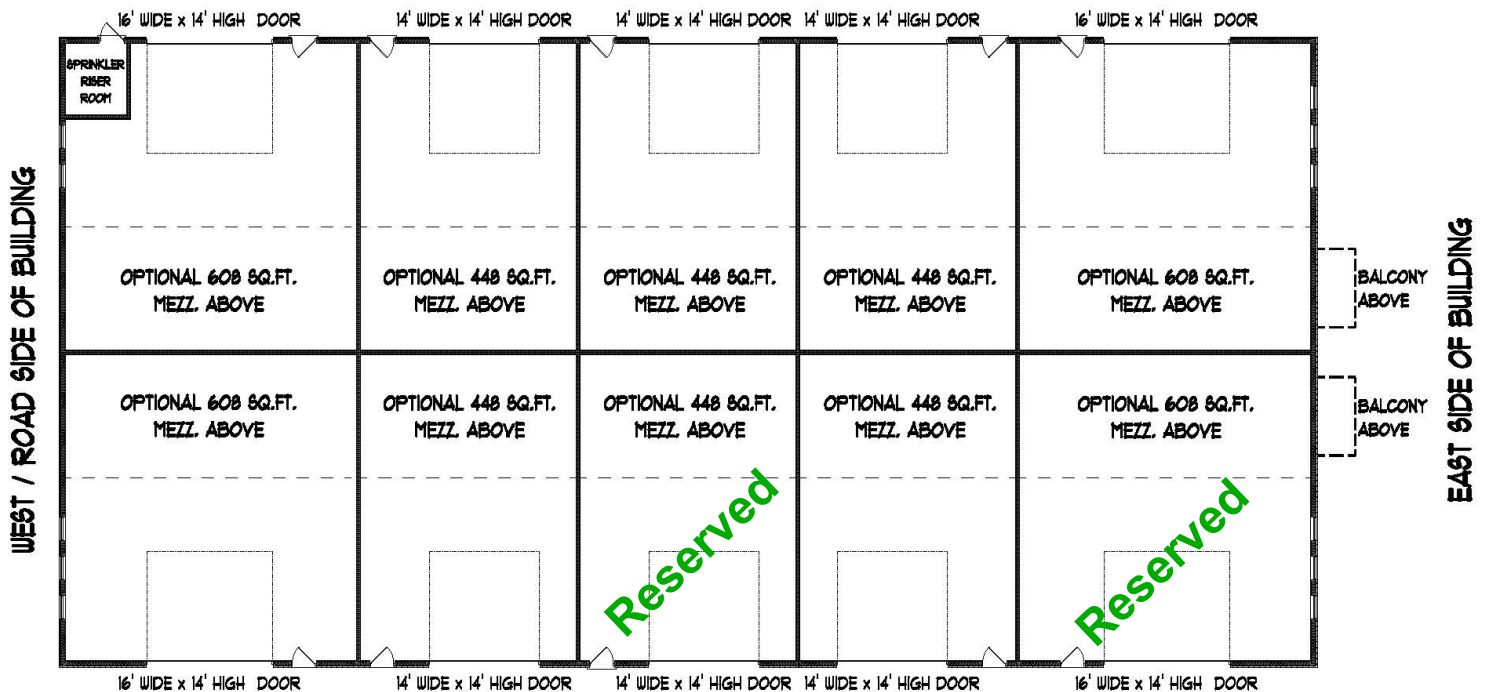 16' WIDE x 14' HIGH DOOR
14' WIDE x 14' HIGH DOOR
14' WIDE x 14' HIGH DOOR
14' WIDE x 14' HIGH DOOR
16' WIDE x 14' HIGH DOOR
SPRINKLER
RISER
ROOM
WEST / ROAD SIDE OF BUILDING
OPTIONAL 608 SQ.FT.
MEZZ. ABOVE
OPTIONAL 448 SQ.FT.
MEZZ. ABOVE
OPTIONAL 448 SQ.FT.
MEZZ. ABOVE
OPTIONAL 448 SQ.FT.
MEZZ. ABOVE
OPTIONAL 608 SQ.FT.
MEZZ. ABOVE
BALCONY
ABOVE
EAST SIDE OF BUILDING
OPTIONAL 608 SQ.FT.
MEZZ. ABOVE
OPTIONAL 448 SQ.FT.
MEZZ. ABOVE
OPTIONAL 448 SQ.FT.
MEZZ. ABOVE
OPTIONAL 448 SQ.FT.
MEZZ. ABOVE
OPTIONAL 608 SQ.FT.
MEZZ. ABOVE
BALCONY
ABOVE
Reserved
Reserved
16' WIDE x 14' HIGH DOOR
14' WIDE x 14' HIGH DOOR
14' WIDE x 14' HIGH DOOR
14' WIDE x 14' HIGH DOOR
16' WIDE x 14' HIGH DOOR